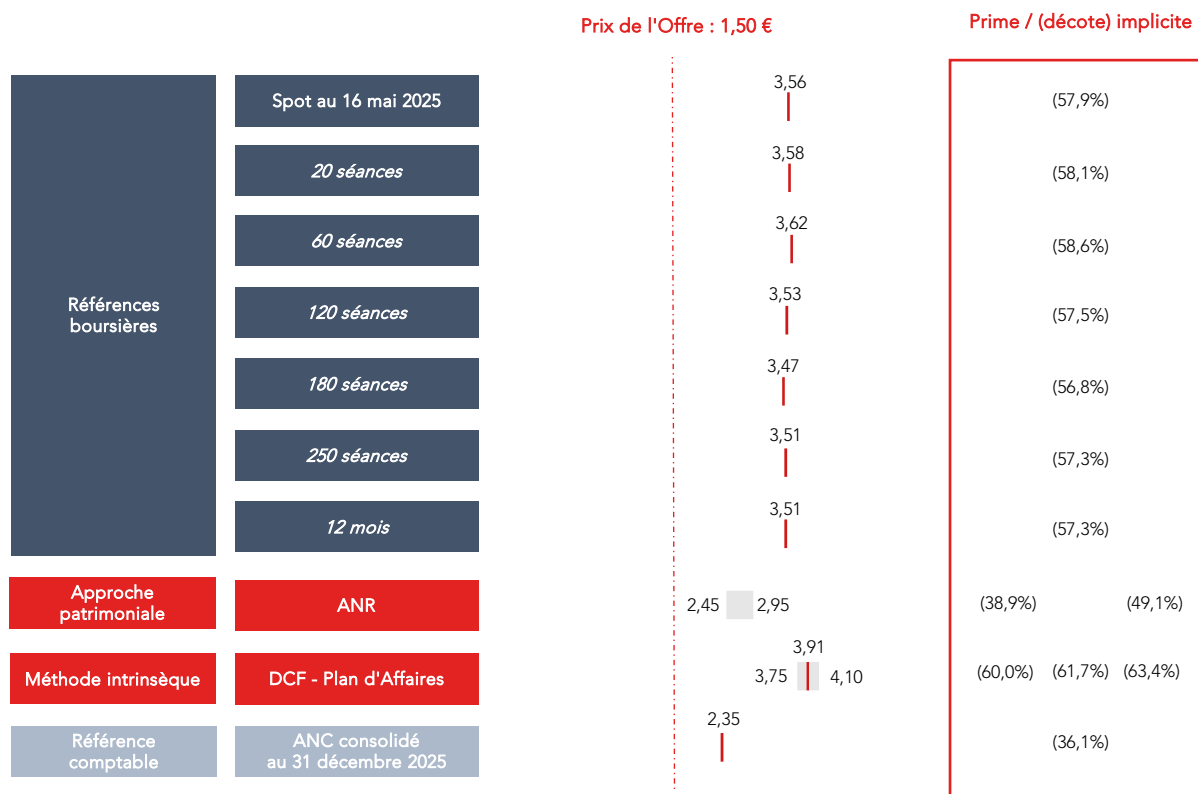 Prix de l'Offre : 1,50 €
Prime / (décote) implicite
Références
boursières
Spot au 16 mai 2025
3,56
(57,9%)
20 séances
3,58
(58,1%)
60 séances
3,62
(58,6%)
120 séances
3,53
(57,5%)
180 séances
3,47
(56,8%)
250 séances
3,51
(57,3%)
12 mois
3,51
(57,3%)
Approche
patrimoniale
ANR
2,45
2,95
(38,9%)
(49,1%)
Méthode intrinsèque
DCF - Plan d'Affaires
3,75
3,91
4,10
(60,0%)
(61,7%)
(63,4%)
Référence
comptable
ANC consolidé
au 31 décembre 2025
2,35
(36,1%)